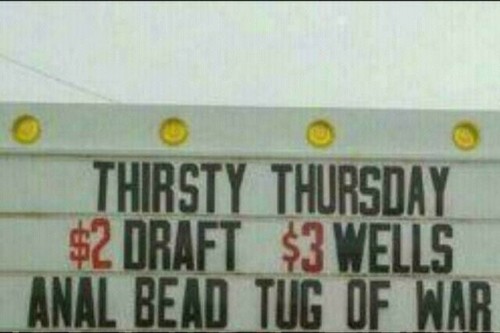 THIRSTY THURSDAY
$2 DRAFT $3 WELLS
ANAL BEAD TUG OF WAR